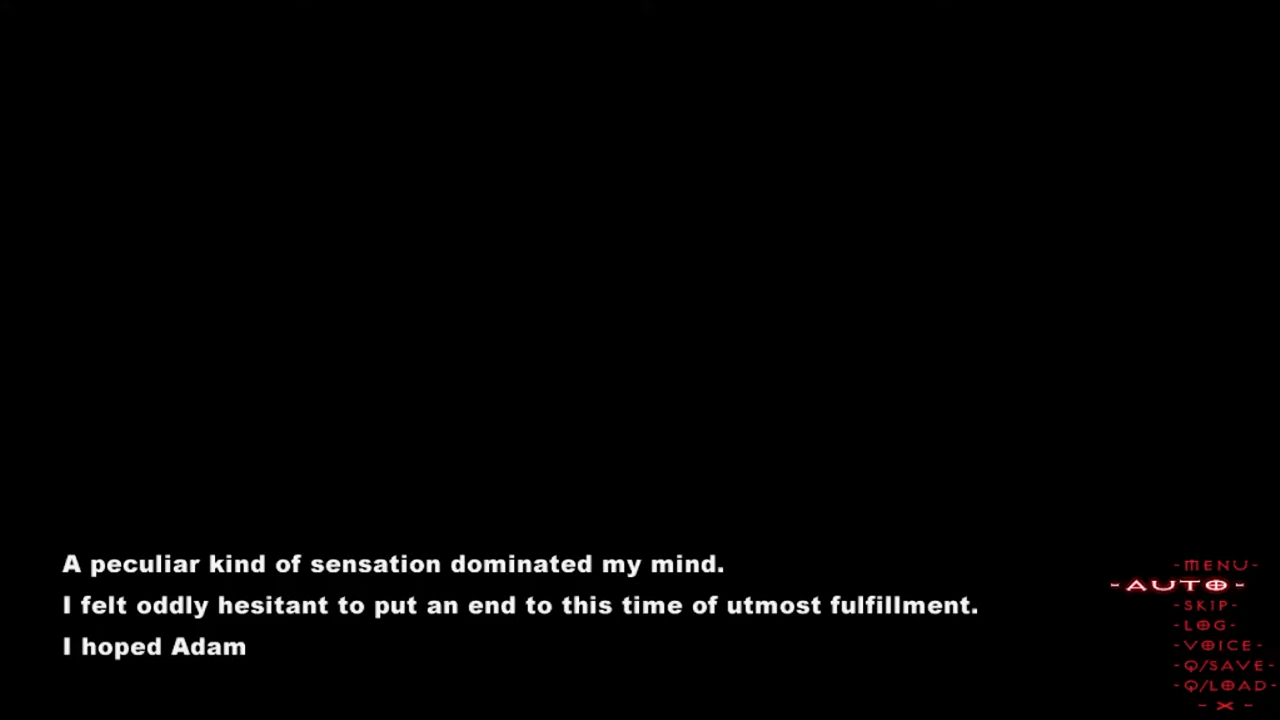 A peculiar kind of sensation dominated my mind.
I felt oddly hesitant to put an end to this time of utmost fulfillment.
I hoped Adam
-MENU-
-AUTO-
-SKIP-
-LOG-
-VOICE-
-Q/SAVE-
-Q/LOAD-
-X-